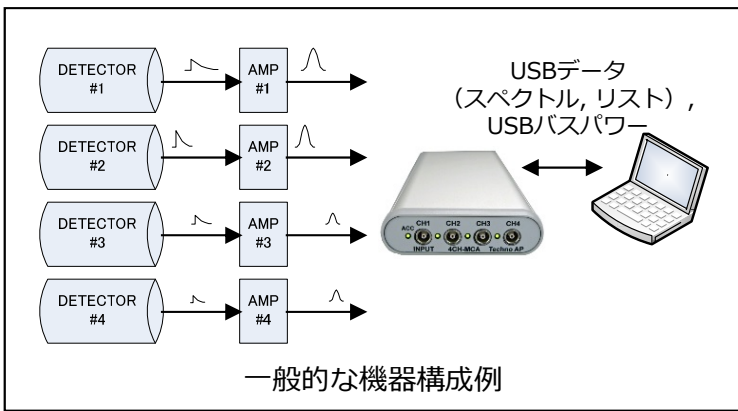 DETECTOR
#1
AMP
#1
DETECTOR
#2
AMP
#2
DETECTOR
#3
AMP
#3
DETECTOR
#4
AMP
#4
USBデータ
（スペクトル, リスト）,
USBバスパワー
ACC CH1 CH2 CH3 CH4
INPUT 4CH-MCA Techno AP
一般的な機器構成例